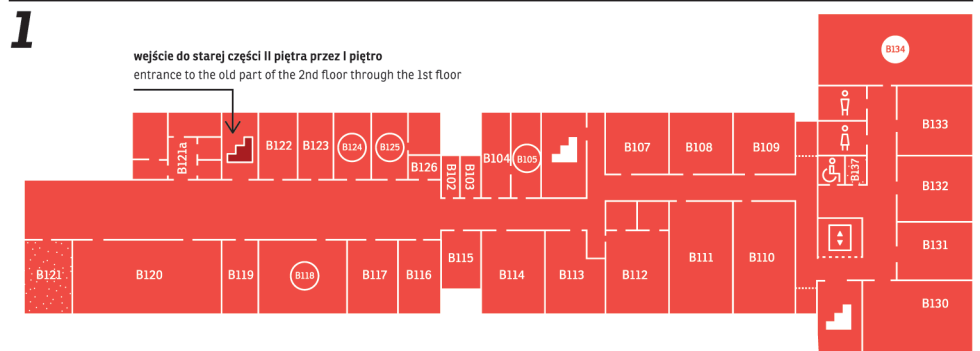 1
wejście do starej części II piętra przez I piętro
entrance to the old part of the 2nd floor through the 1st floor
B134
B133
B121a
B122
B123
B124
B125
B126
B102
B103
B104
B105
B107
B108
B109
B137
B132
B131
B121
B120
B119
B118
B117
B116
B115
B114
B113
B112
B111
B110
B130